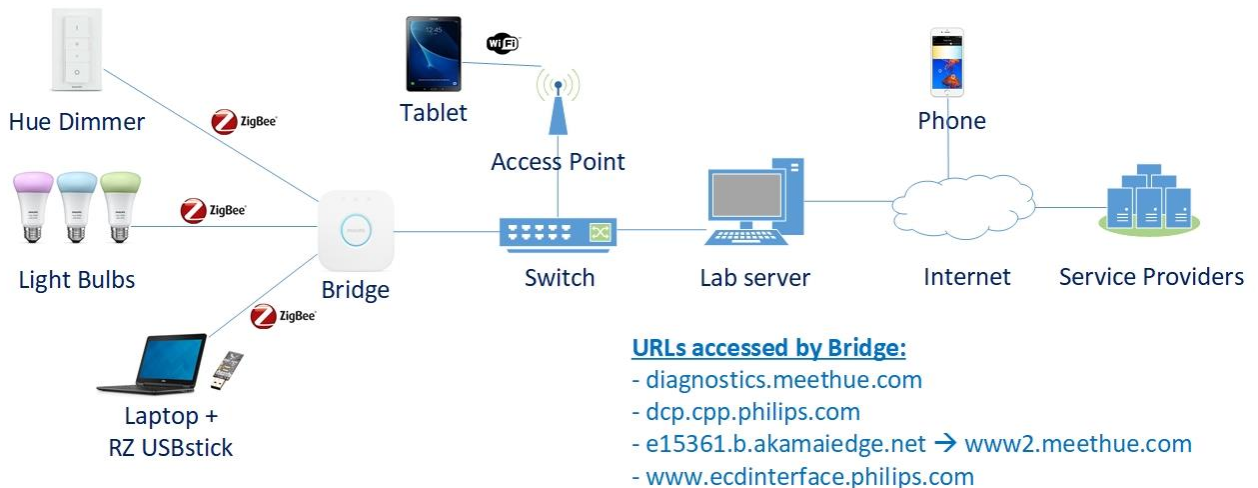 Hue Dimmer
ZigBee
Tablet
WiFi
Access Point
Phone
Light Bulbs
ZigBee
Bridge
Switch
Lab server
Internet
Service Providers
ZigBee
Laptop +
RZ USBstick
URLs accessed by Bridge:
- diagnostics.meethue.com
- dcp.cpp.philips.com
- e15361.b.akamaiedge.net → www2.meethue.com
- www.ecdinterface.philips.com